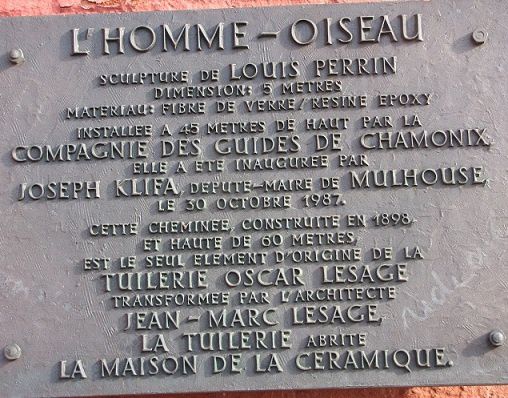 L'HOMME-OISEAU
SCULPTURE DE LOUIS PERRIN
DIMENSION: 5 METRES
MATERIAU: FIBRE DE VERRE/RESINE EPOXY
INSTALLEE A 45 METRES DE HAUT PAR LA
COMPAGNIE DES GUIDES DE CHAMONIX.
ELLE A ETE INAUGUREE PAR
JOSEPH KLIFA, DEPUTE-MAIRE DE MULHOUSE,
LE 30 OCTOBRE 1987.
CETTE CHEMINEE, CONSTRUITE EN 1898
ET HAUTE DE 60 METRES,
EST LE SEUL ELEMENT D'ORIGINE DE LA
TUILERIE OSCAR LESAGE
TRANSFORMEE PAR L'ARCHITECTE
JEAN-MARC LESAGE,
LA TUILERIE ABRITE
LA MAISON DE LA CERAMIQUE.